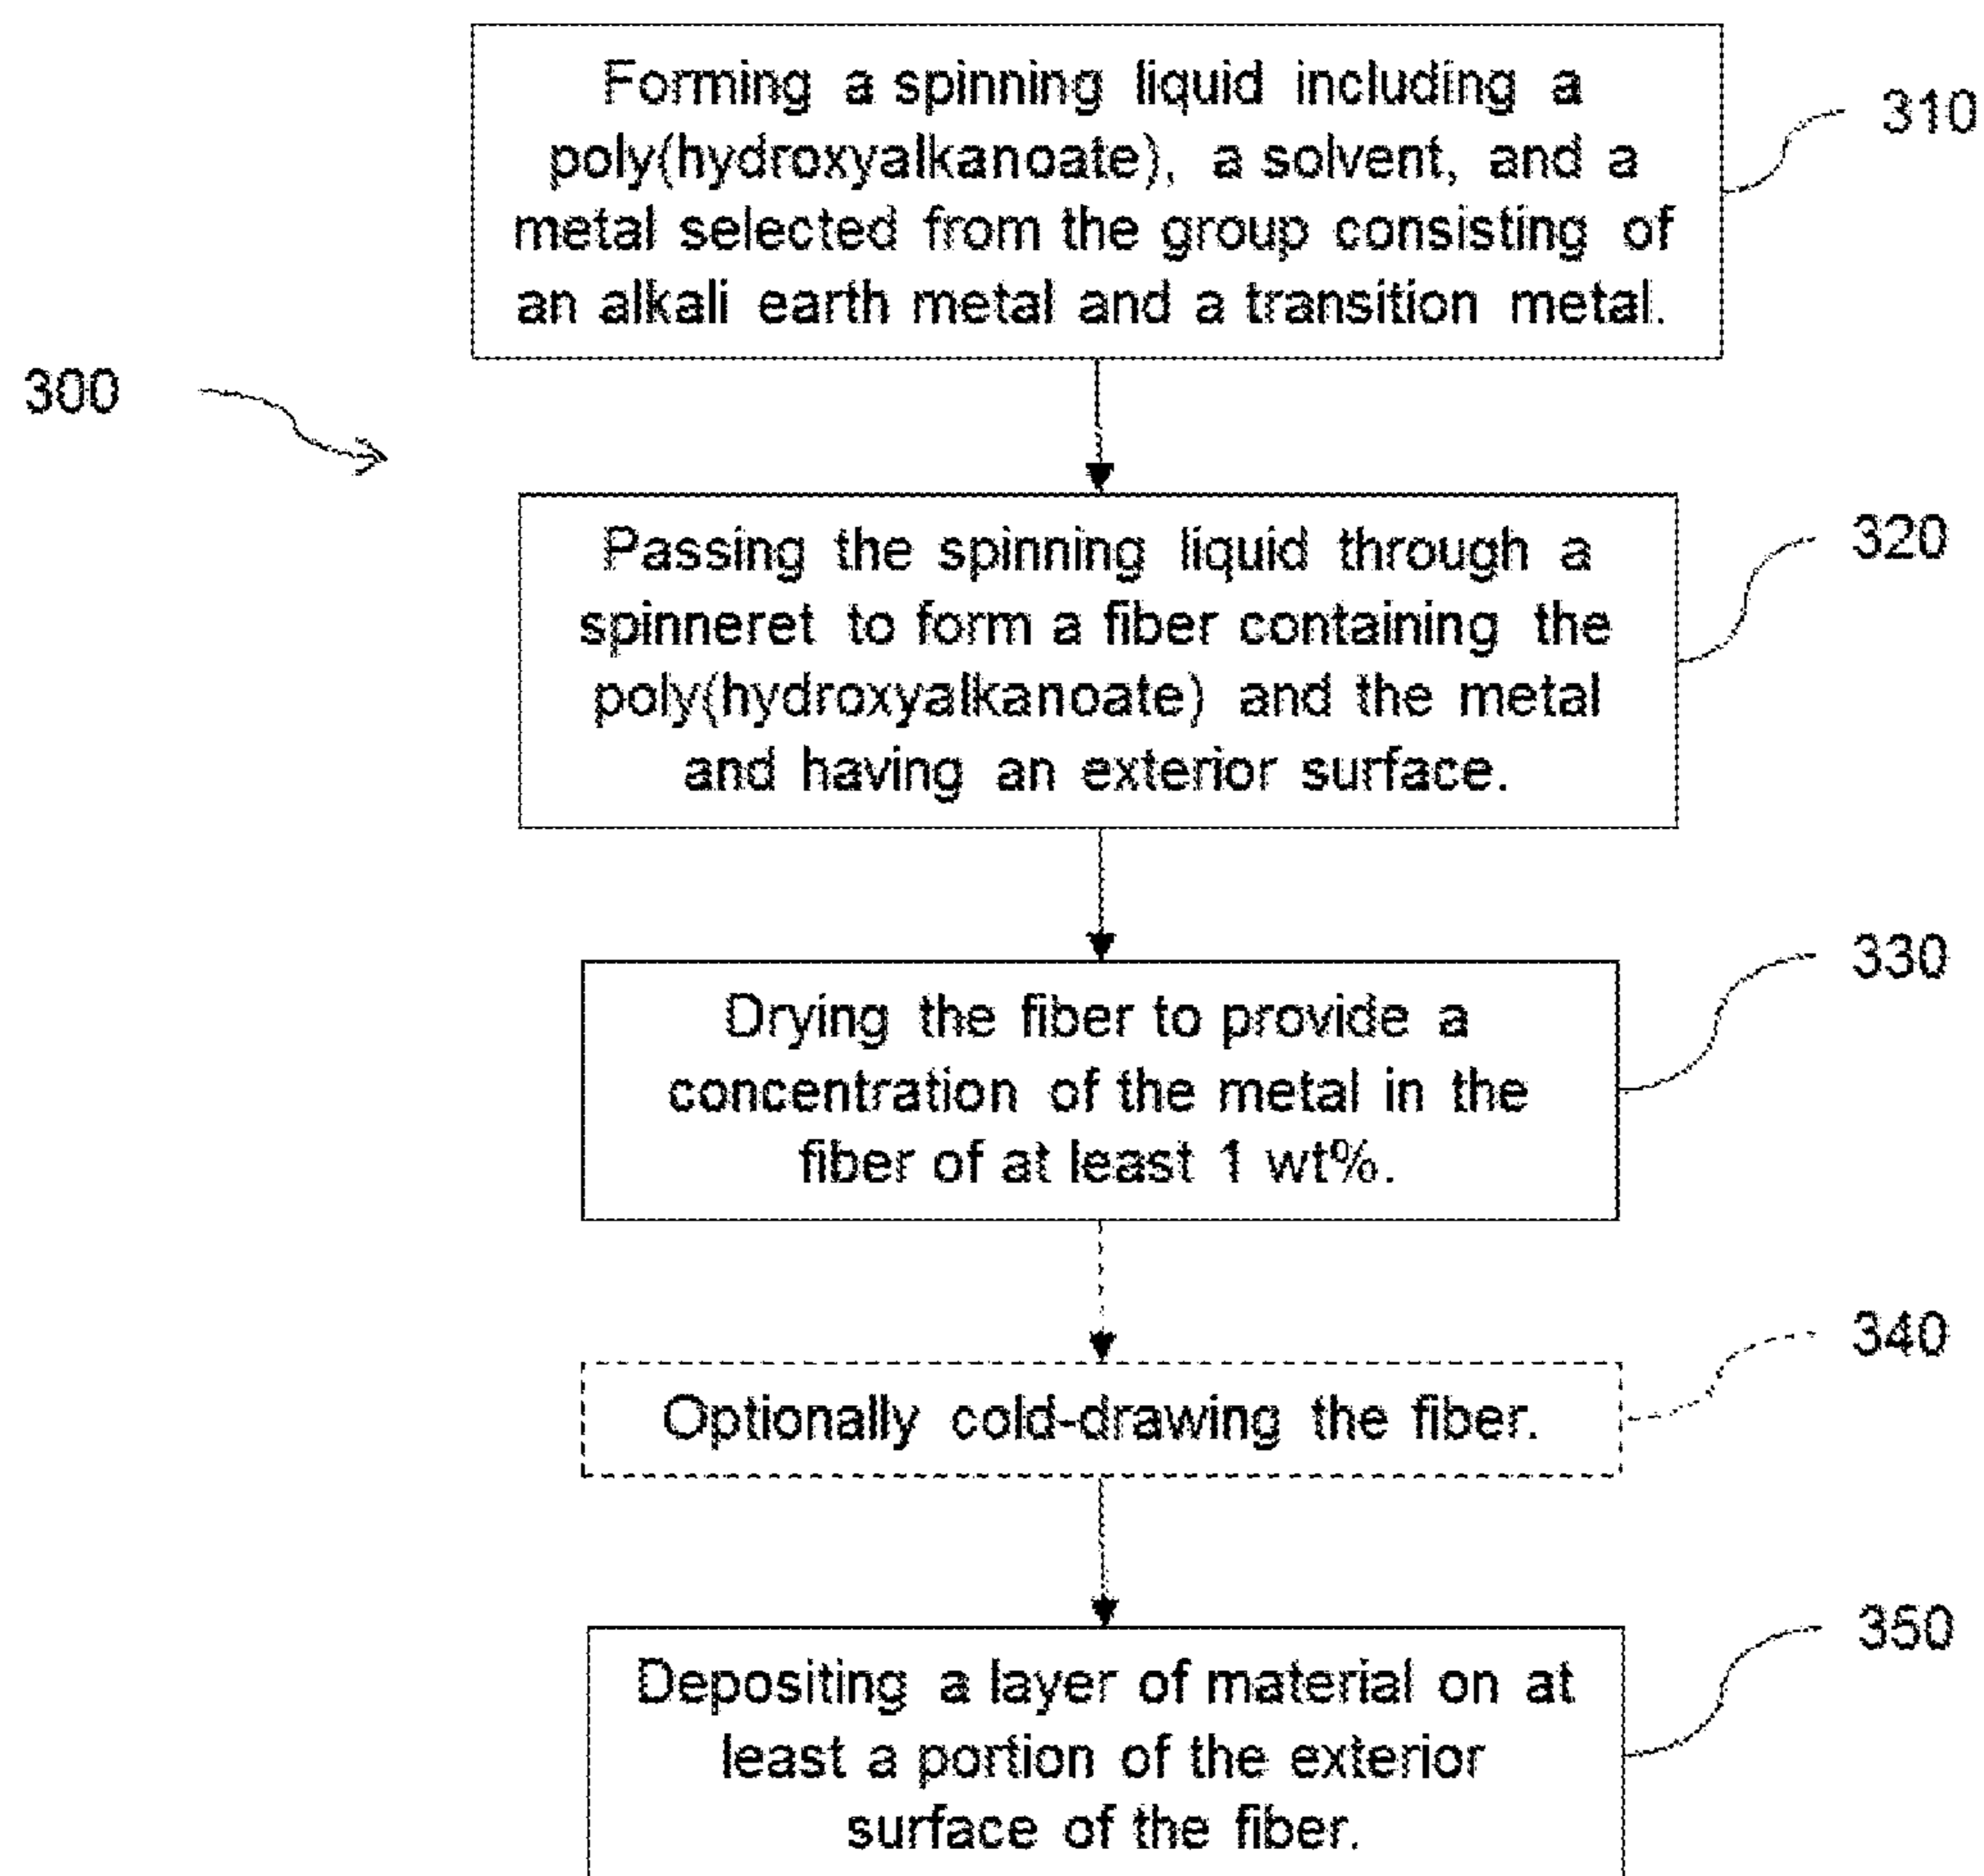 Forming a spinning liquid including a
poly(hydroxyalkanoate), a solvent, and a
metal selected from the group consisting of
an alkali earth metal and a transition metal.
310
300
Passing the spinning liquid through a
spinneret to form a fiber containing the
poly(hydroxyalkanoate) and the metal
and having an exterior surface.
320
Drying the fiber to provide a
concentration of the metal in the
fiber of at least 1 wt%.
330
Optionally cold-drawing the fiber.
340
Depositing a layer of material on at
least a portion of the exterior
surface of the fiber.
350